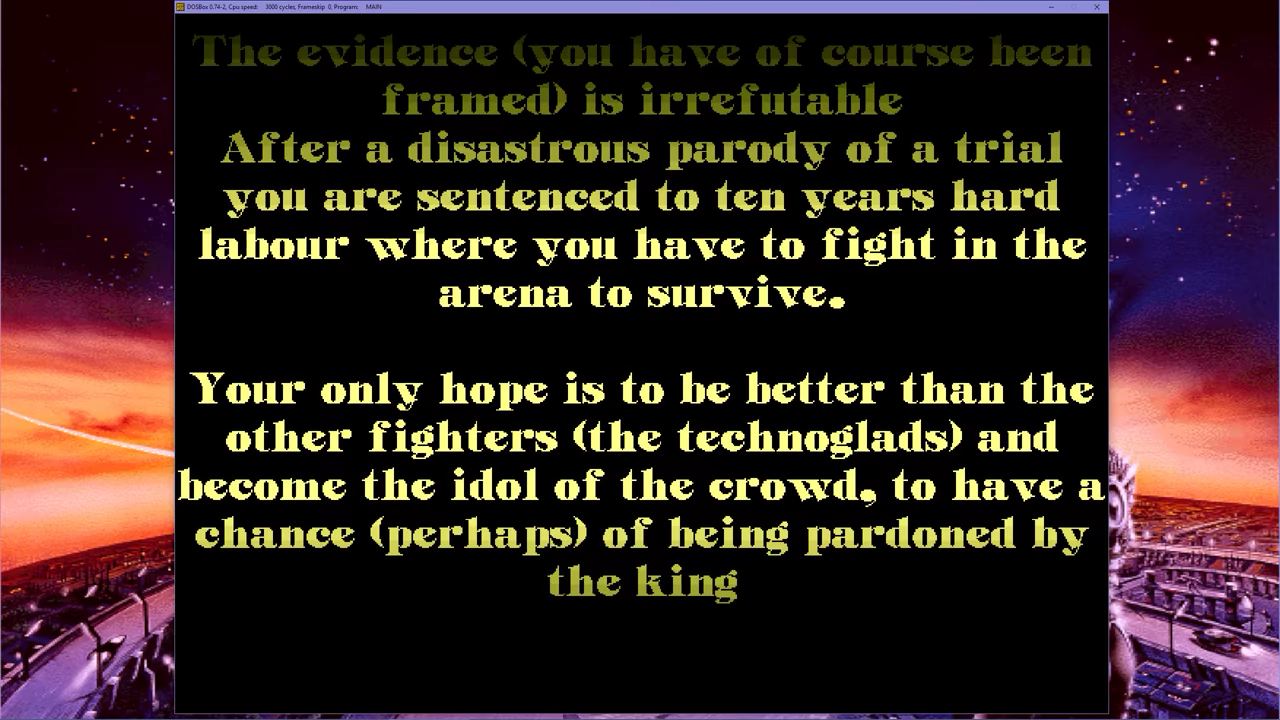 DOSBox 0.74-2, Cpu speed: 3000 cycles, Frameskip 0, Program: MAIN
The evidence (you have of course been
framed) is irrefutable
After a disastrous parody of a trial
you are sentenced to ten years hard
labour where you have to fight in the
arena to survive.
Your only hope is to be better than the
other fighters (the technoglads) and
become the idol of the crowd, to have a
chance (perhaps) of being pardoned by
the king